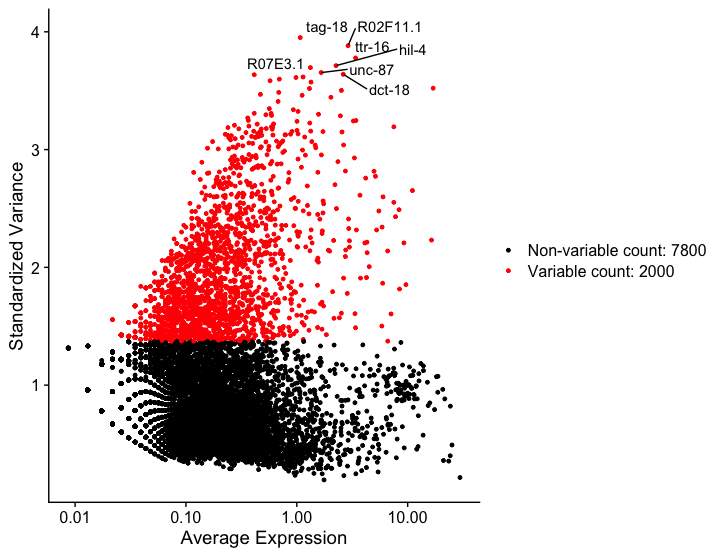 4
3
2
1
Standardized Variance
tag-18
R02F11.1
ttr-16
hil-4
R07E3.1
unc-87
dct-18
Non-variable count: 7800
Variable count: 2000
0.01
0.10
1.00
10.00
Average Expression